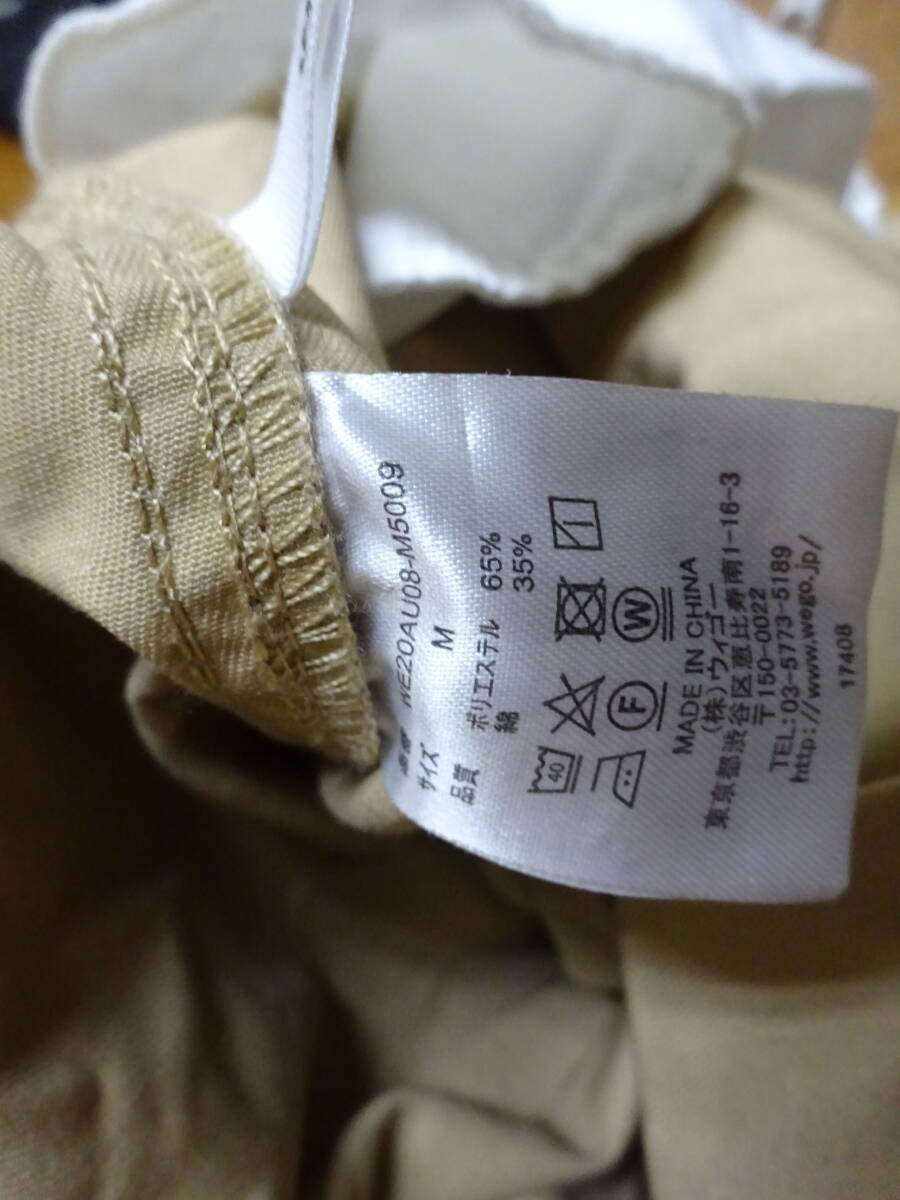 品番 WE20AU08-M5009
サイズ M
品質 ポリエステル 65%
綿 35%
40
F W
MADE IN CHINA
(株)ウィゴー
東京都渋谷区恵比寿南1-16-3
〒150-0022
TEL:03-5773-5189
http://www.wego.jp/
17408